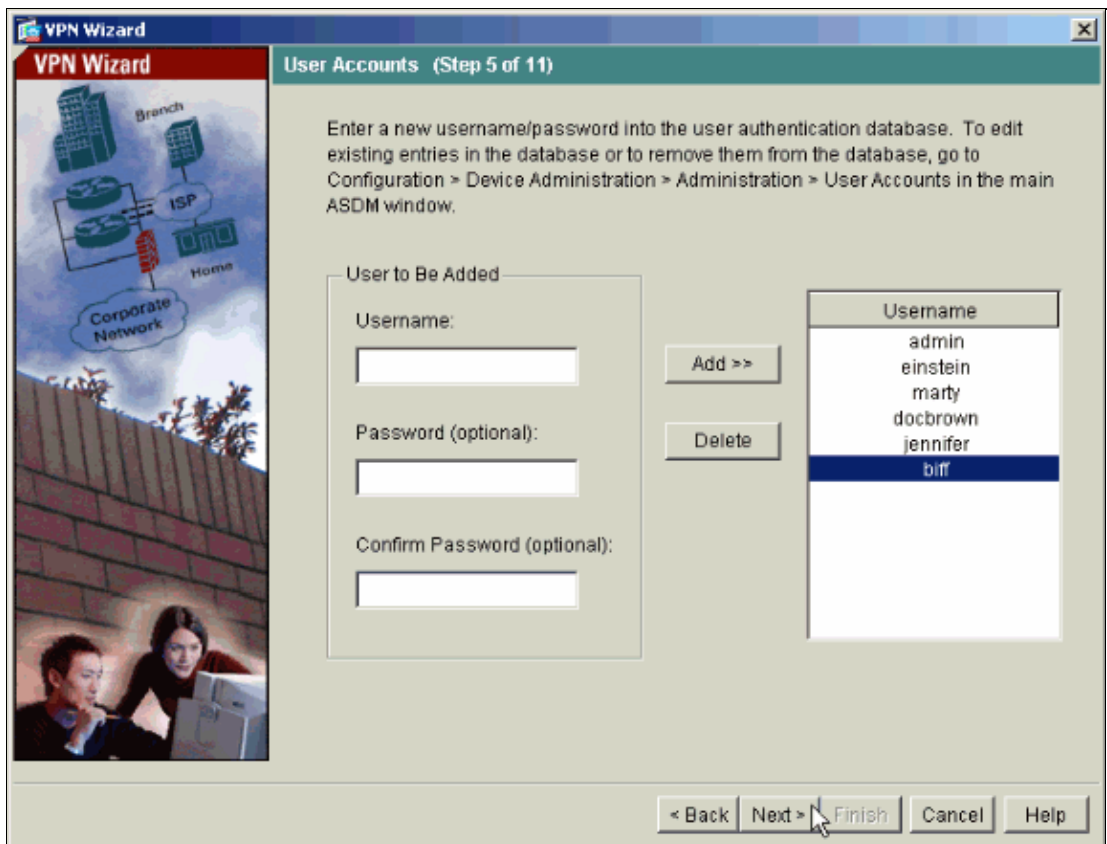 VPN Wizard
VPN Wizard
Branch
ISP
Home
Corporate
Network
User Accounts (Step 5 of 11)
Enter a new username/password into the user authentication database. To edit
existing entries in the database or to remove them from the database, go to
Configuration > Device Administration > Administration > User Accounts in the main
ASDM window.
User to Be Added
Username:
Password (optional):
Confirm Password (optional):
Add >>
Delete
Username
admin
einstein
marty
docbrown
jennifer
biff
< Back
Next >
Finish
Cancel
Help